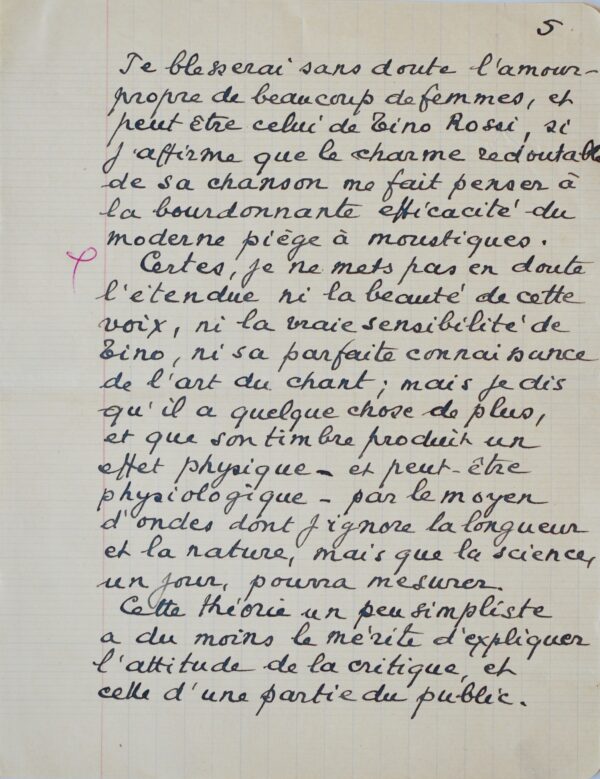 5
Je blesserai sans doute l'amour-
propre de beaucoup de femmes, et
peut être celui de Tino Rossi, si
j'affirme que le charme redoutable
de sa chanson me fait penser à
la bourdonnante efficacité du
moderne piège à moustiques.
Certes, je ne mets pas en doute
l'étendue ni la beauté de cette
voix, ni la vraie sensibilité de
Tino, ni sa parfaite connaissance
de l'art du chant ; mais je dis
qu'il a quelque chose de plus,
et que son timbre produit un
effet physique - et peut-être
physiologique - par le moyen
d'ondes dont j'ignore la longueur
et la nature, mais que la science,
un jour, pourra mesurer.
Cette théorie un peu simpliste
a du moins le mérite d'expliquer
l'attitude de la critique, et
celle d'une partie du public.